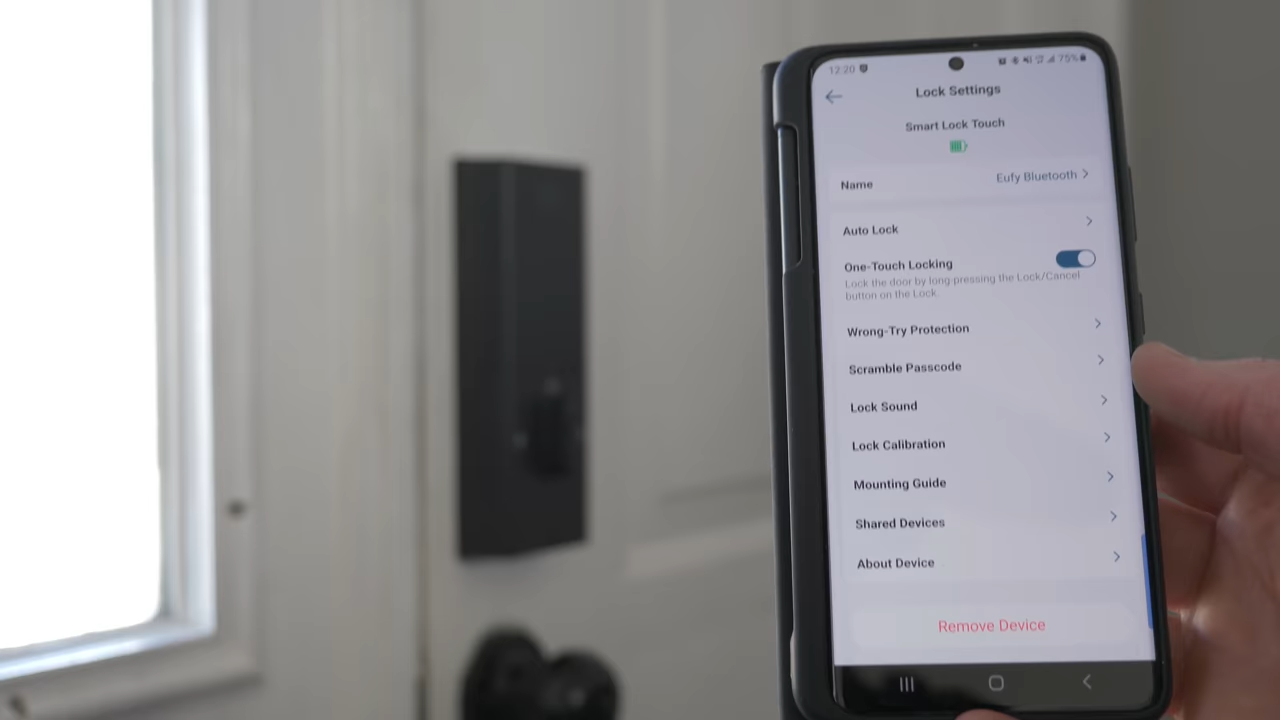 12:20
75%
Lock Settings
Smart Lock Touch
Name
Eufy Bluetooth
Auto Lock
One-Touch Locking
Lock the door by long-pressing the Lock/Cancel
button on the Lock.
Wrong-Try Protection
Scramble Passcode
Lock Sound
Lock Calibration
Mounting Guide
Shared Devices
About Device
Remove Device